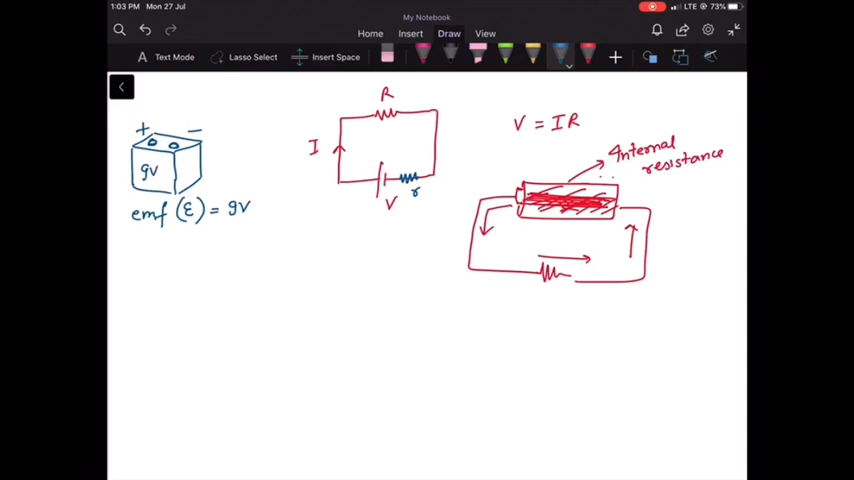 1:03 PM Mon 27 Jul
LTE 73%
My Notebook
Home Insert Draw View
Text Mode Lasso Select Insert Space
+ −
9V
emf (ε) = 9V
R
I
r
V
V = IR
Internal
resistance